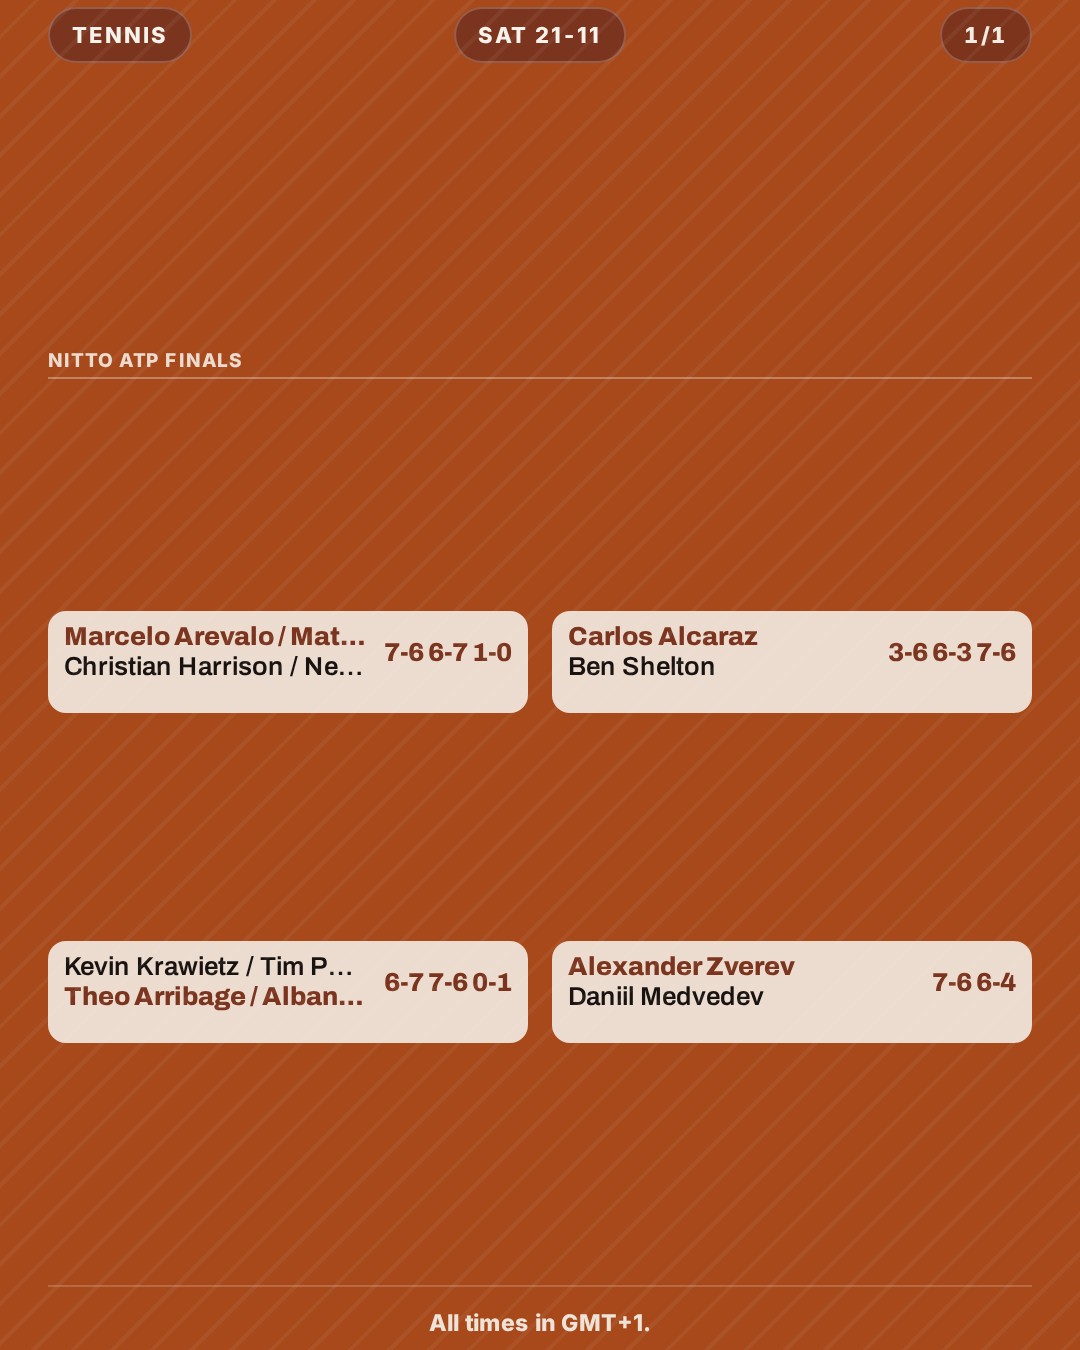 TENNIS
SAT 21-11
1/1
NITTO ATP FINALS
Marcelo Arevalo / Mat...
Christian Harrison / Ne...
7-6 6-7 1-0
Carlos Alcaraz
Ben Shelton
3-6 6-3 7-6
Kevin Krawietz / Tim P...
Theo Arribage / Alban...
6-7 7-6 0-1
Alexander Zverev
Daniil Medvedev
7-6 6-4
All times in GMT+1.